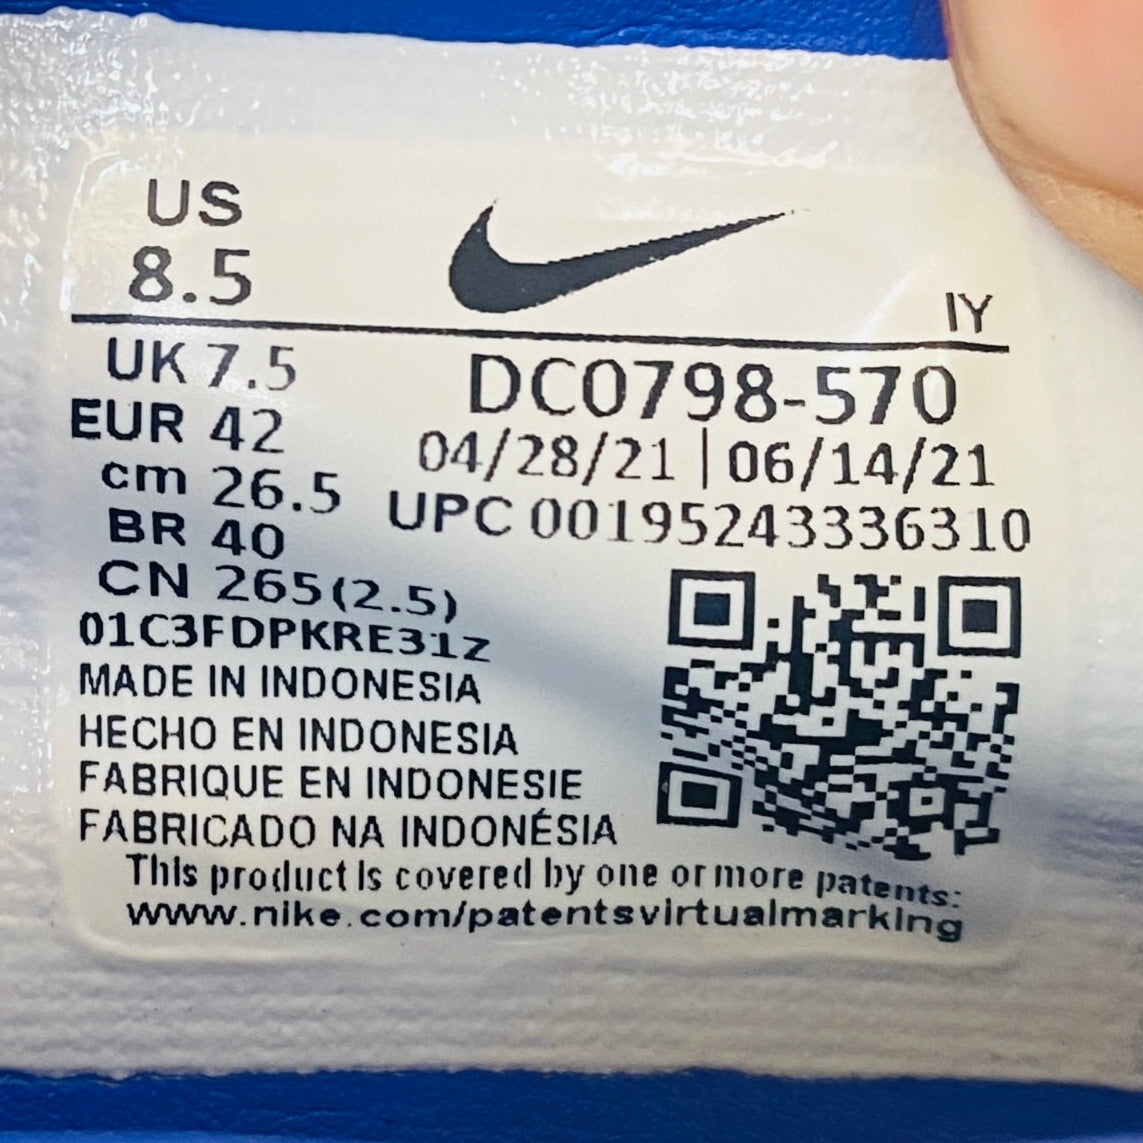 US
8.5
IY
UK 7.5
EUR 42
cm 26.5
BR 40
CN 265(2.5)
DC0798-570
04/28/21 | 06/14/21
UPC 00195243336310
01C3FDPKRE31Z
MADE IN INDONESIA
HECHO EN INDONESIA
FABRIQUE EN INDONESIE
FABRICADO NA INDONÉSIA
This product is covered by one or more patents:
www.nike.com/patentsvirtualmarking